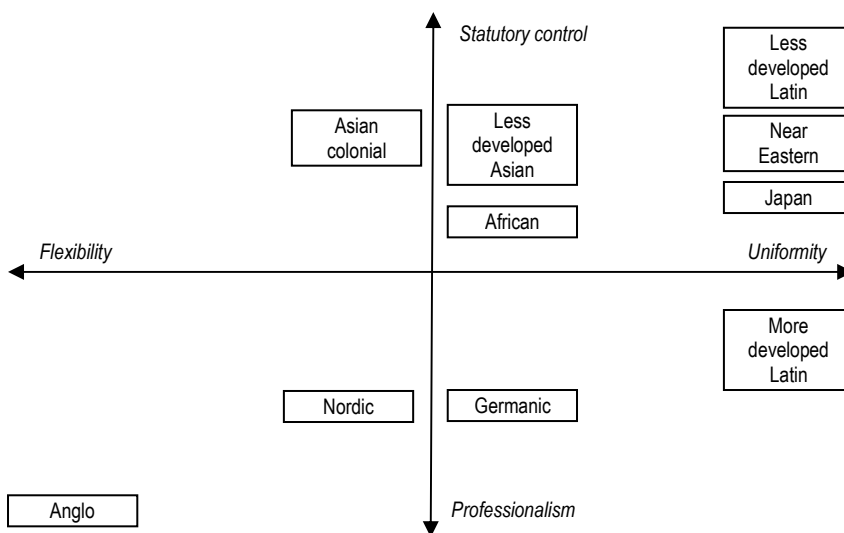 Statutory control
Less
developed
Latin
Asian
colonial
Less
developed
Asian
Near
Eastern
Japan
African
Flexibility
Uniformity
More
developed
Latin
Nordic
Germanic
Anglo
Professionalism